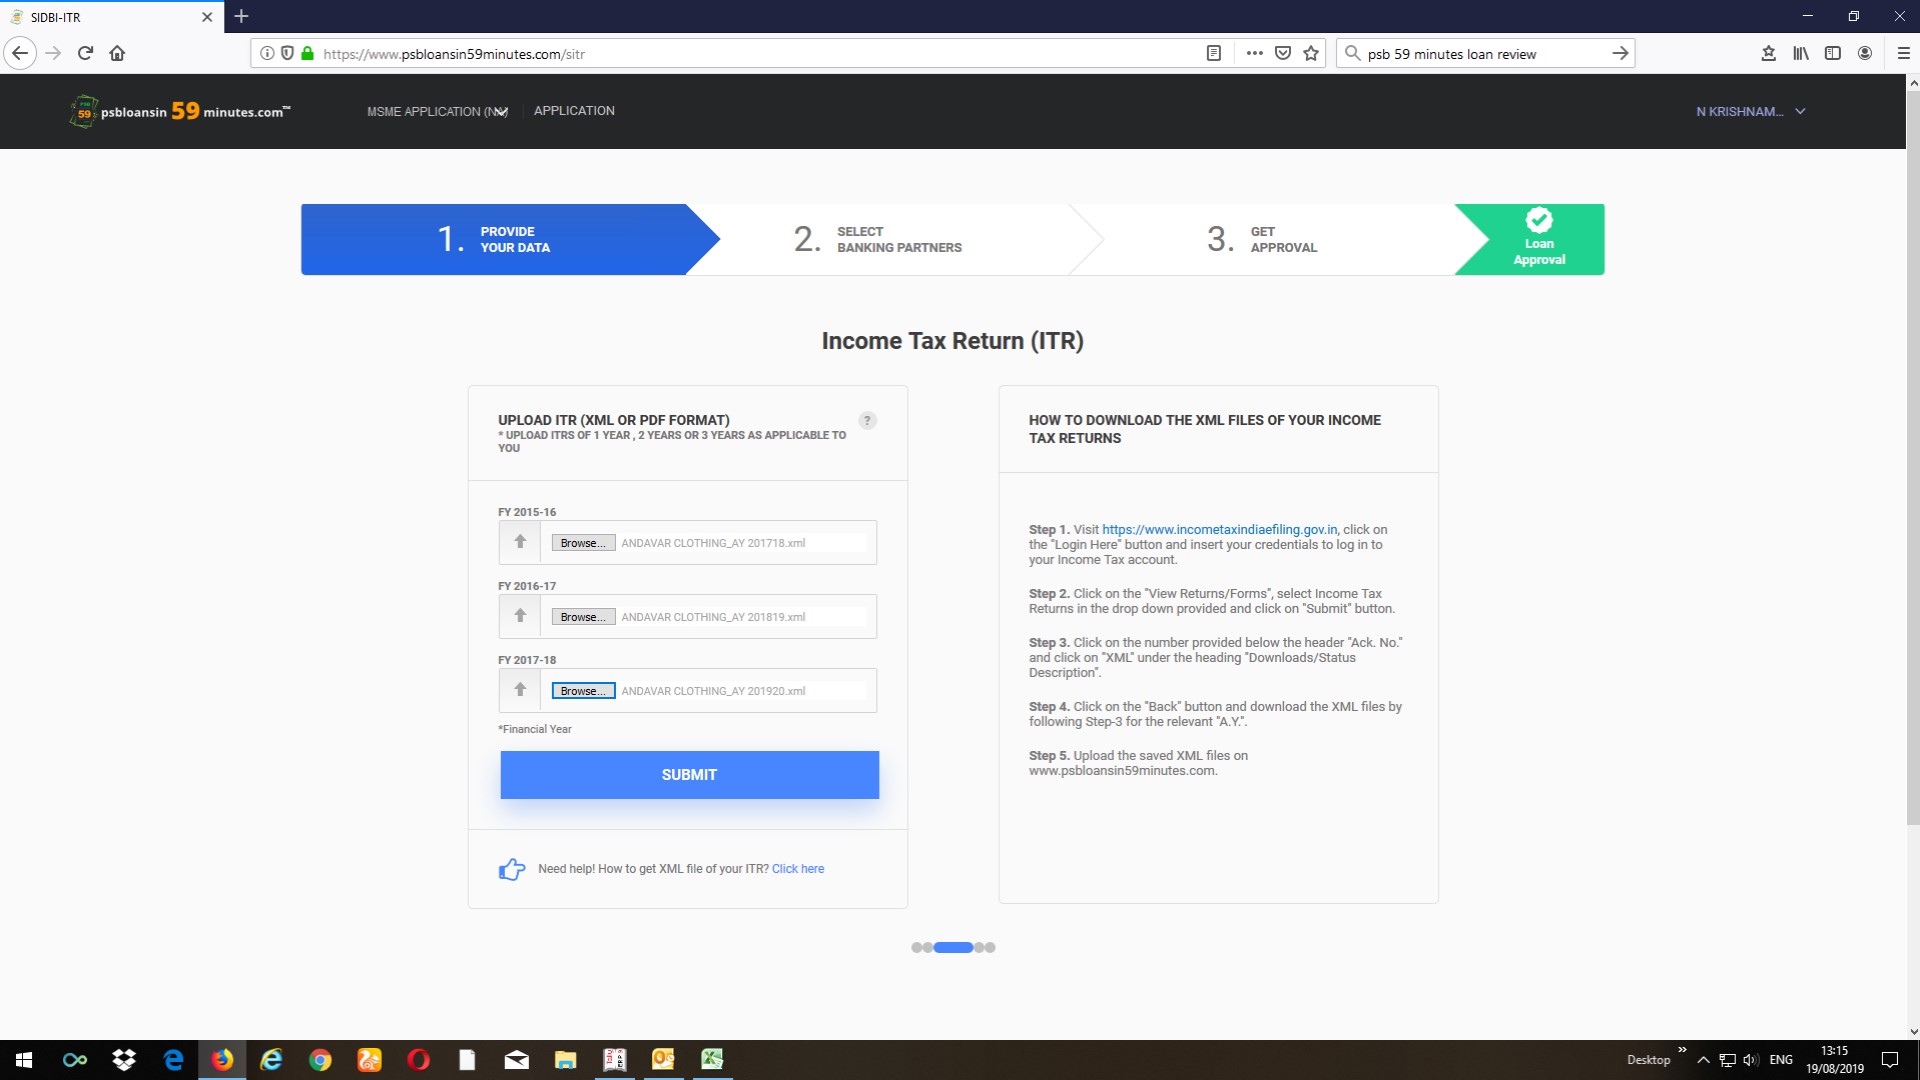 SIDBI-ITR
https://www.psbloansin59minutes.com/sitr
psb 59 minutes loan review
psbloansin 59 minutes.com™
MSME APPLICATION
APPLICATION
N KRISHNAM...
1. PROVIDE
YOUR DATA
2. SELECT
BANKING PARTNERS
3. GET
APPROVAL
Loan
Approval
Income Tax Return (ITR)
UPLOAD ITR (XML OR PDF FORMAT)
?
* UPLOAD ITRS OF 1 YEAR , 2 YEARS OR 3 YEARS AS APPLICABLE TO
YOU
FY 2015-16
Browse... ANDAVAR CLOTHING_AY 201718.xml
FY 2016-17
Browse... ANDAVAR CLOTHING_AY 201819.xml
FY 2017-18
Browse... ANDAVAR CLOTHING_AY 201920.xml
*Financial Year
SUBMIT
Need help! How to get XML file of your ITR? Click here
HOW TO DOWNLOAD THE XML FILES OF YOUR INCOME
TAX RETURNS
Step 1. Visit https://www.incometaxindiaefiling.gov.in, click on
the "Login Here" button and insert your credentials to log in to
your Income Tax account.
Step 2. Click on the "View Returns/Forms", select Income Tax
Returns in the drop down provided and click on "Submit" button.
Step 3. Click on the number provided below the header "Ack. No."
and click on "XML" under the heading "Downloads/Status
Description".
Step 4. Click on the "Back" button and download the XML files by
following Step-3 for the relevant "A.Y.".
Step 5. Upload the saved XML files on
www.psbloansin59minutes.com.
Desktop
ENG
13:15
19/08/2019